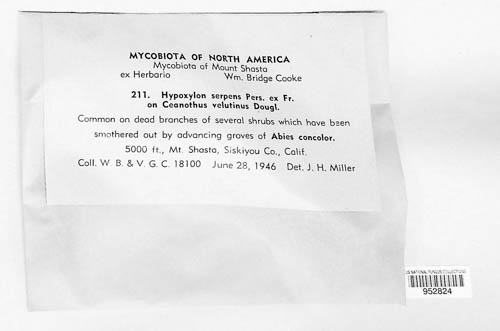 MYCOBIOTA OF NORTH AMERICA
Mycobiota of Mount Shasta
ex Herbario Wm. Bridge Cooke
211. Hypoxylon serpens Pers. ex Fr.
on Ceanothus velutinus Dougl.
Common on dead branches of several shrubs which have been
smothered out by advancing groves of Abies concolor.
5000 ft., Mt. Shasta, Siskiyou Co., Calif.
Coll. W. B. & V. G. C. 18100 June 28, 1946 Det. J. H. Miller
US NATIONAL FUNGUS COLLECTIONS
952824